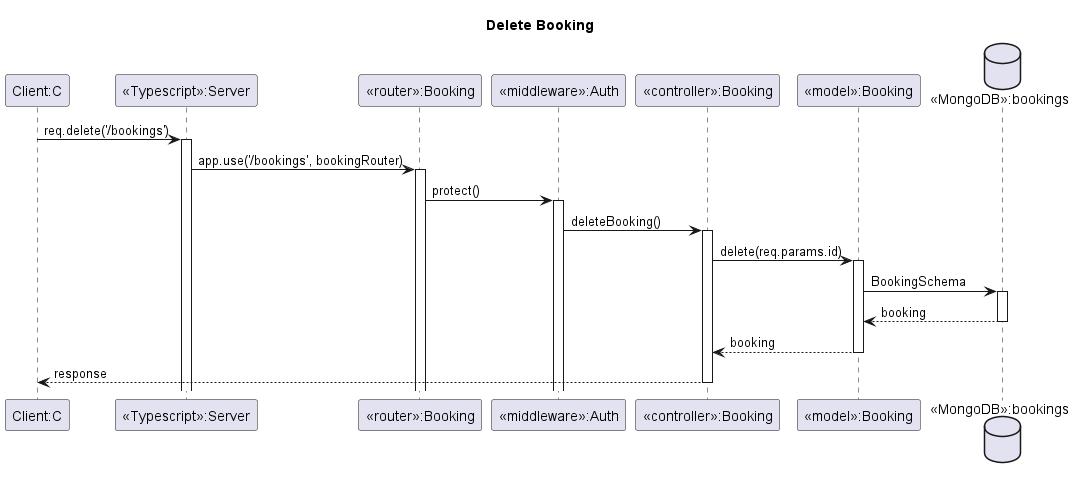 Delete Booking
Client:C
«Typescript»:Server
«router»:Booking
«middleware»:Auth
«controller»:Booking
«model»:Booking
«MongoDB»:bookings
req.delete('/bookings')
app.use('/bookings', bookingRouter)
protect()
deleteBooking()
delete(req.params.id)
BookingSchema
booking
booking
response
Client:C
«Typescript»:Server
«router»:Booking
«middleware»:Auth
«controller»:Booking
«model»:Booking
«MongoDB»:bookings